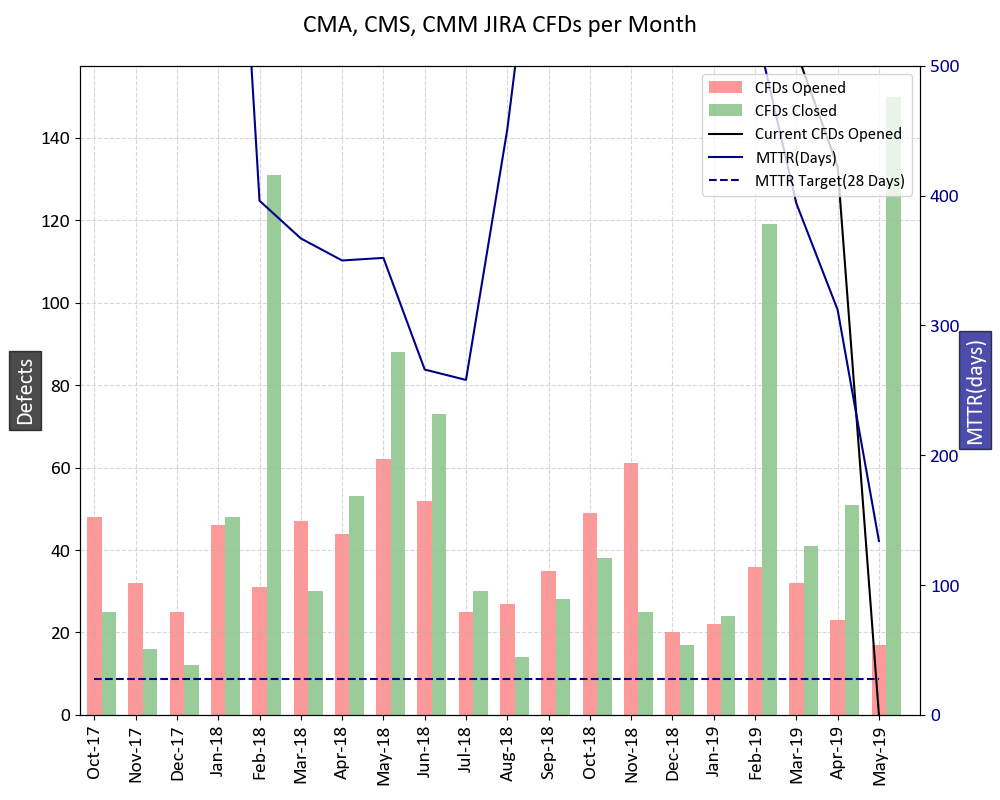 CMA, CMS, CMM JIRA CFDs per Month
CFDs Opened
CFDs Closed
Current CFDs Opened
MTTR(Days)
MTTR Target(28 Days)
140
120
100
80
60
40
20
0
Defects
500
400
300
200
100
0
MTTR(days)
Oct-17
Nov-17
Dec-17
Jan-18
Feb-18
Mar-18
Apr-18
May-18
Jun-18
Jul-18
Aug-18
Sep-18
Oct-18
Nov-18
Dec-18
Jan-19
Feb-19
Mar-19
Apr-19
May-19